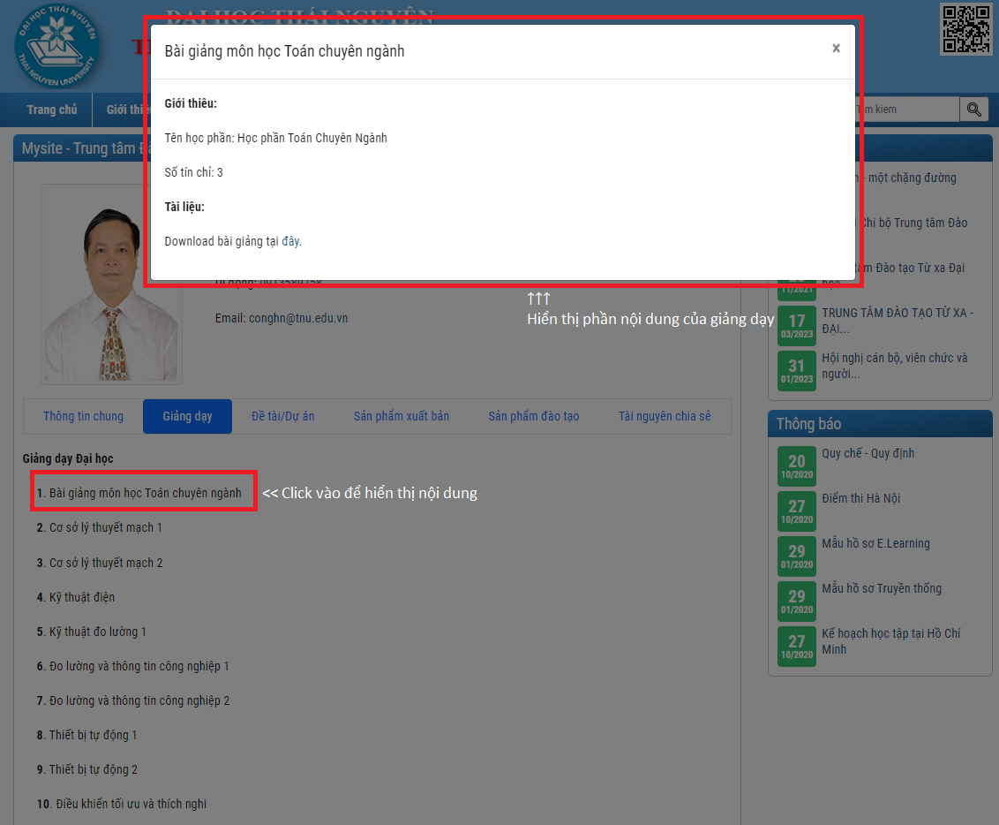 ĐẠI HỌC THÁI NGUYÊN
ĐẠI HỌC THÁI NGUYÊN
THAI NGUYEN UNIVERSITY
Bài giảng môn học Toán chuyên ngành
×
Giới thiêu:
Tên học phần: Học phần Toán Chuyên Ngành
Số tín chỉ: 3
Tài liệu:
Download bài giảng tại đây.
Trang chủ
Giới
kiem
Mysite - Trung tâm
một chặng đường
Chi bộ Trung tâm Đào
tâm Đào tạo Từ xa Đại
11/2021
Di động: 0913589758
Email: conghn@tnu.edu.vn
↑↑↑
Hiển thị phần nội dung của giảng dạy
17
03/2023
TRUNG TÂM ĐÀO TẠO TỪ XA -
ĐẠI...
31
01/2023
Hội nghị cán bộ, viên chức và
người...
Thông tin chung
Giảng dạy
Đề tài/Dự án
Sản phẩm xuất bản
Sản phẩm đào tạo
Tài nguyên chia sẻ
Giảng dạy Đại học
1. Bài giảng môn học Toán chuyên ngành
<< Click vào để hiển thị nội dung
2. Cơ sở lý thuyết mạch 1
3. Cơ sở lý thuyết mạch 2
4. Kỹ thuật điện
5. Kỹ thuật đo lường 1
6. Đo lường và thông tin công nghiệp 1
7. Đo lường và thông tin công nghiệp 2
8. Thiết bị tự động 1
9. Thiết bị tự động 2
10. Điều khiển tối ưu và thích nghi
Thông báo
20
10/2020
Quy chế - Quy định
27
10/2020
Điểm thi Hà Nội
29
01/2020
Mẫu hồ sơ E.Learning
29
01/2020
Mẫu hồ sơ Truyền thống
27
10/2020
Kế hoạch học tập tại Hồ Chí
Minh